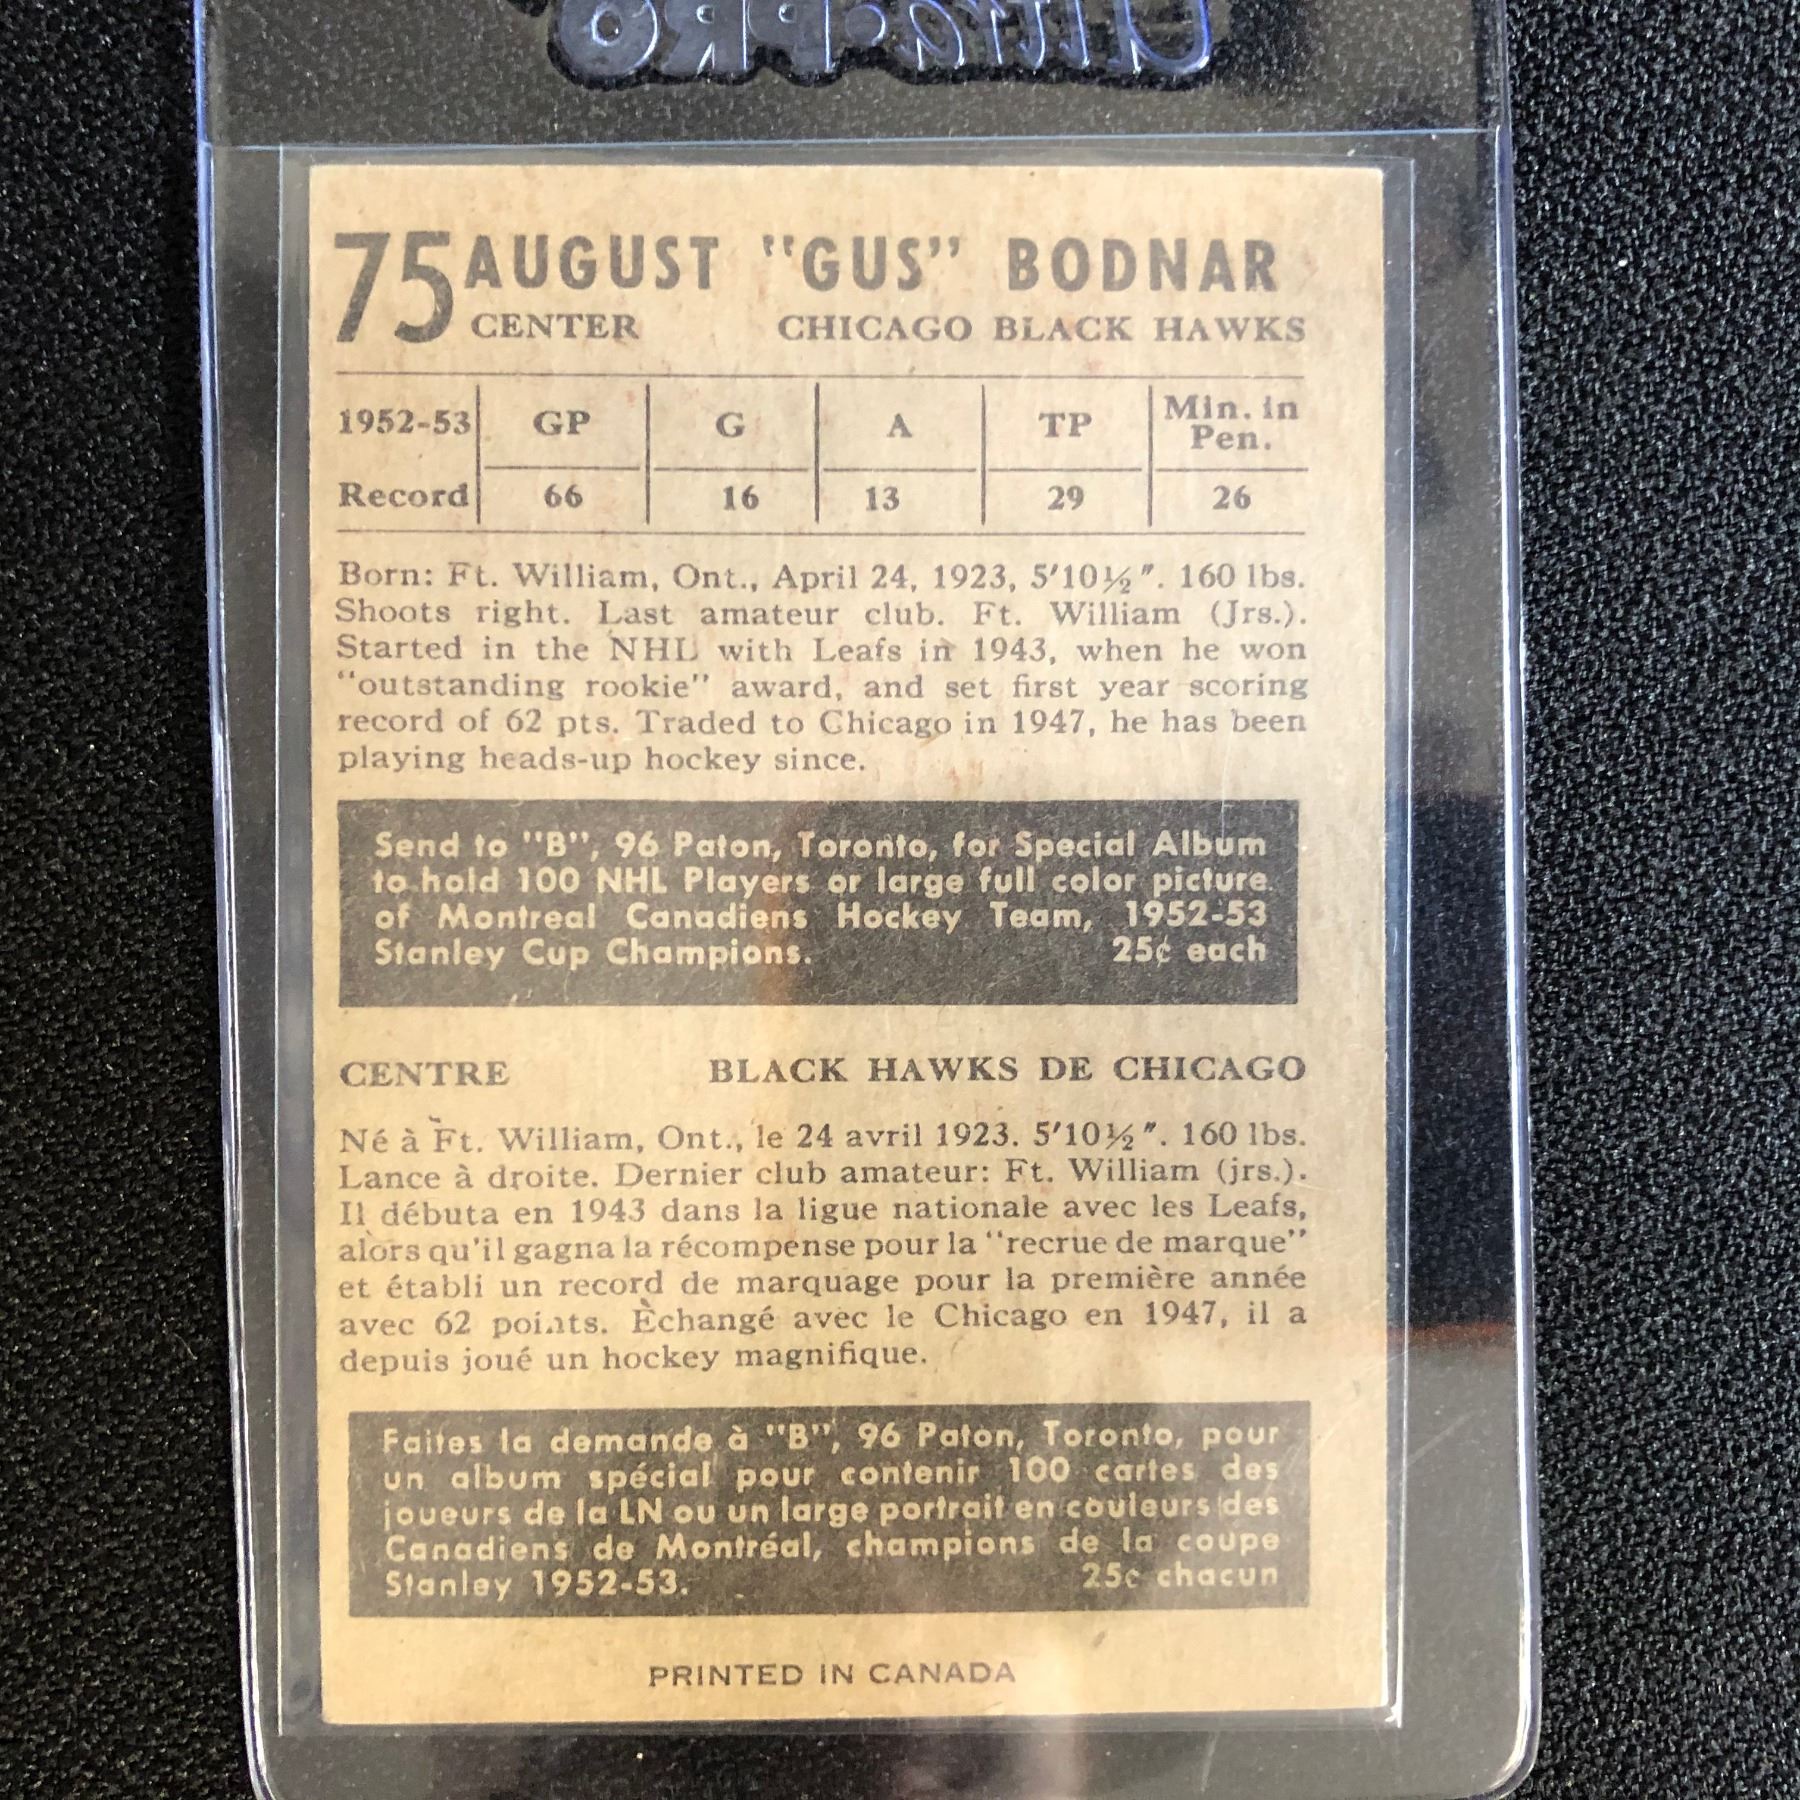 Ultra•PRO
75 AUGUST "GUS" BODNAR
CENTER CHICAGO BLACK HAWKS
1952-53 GP G A TP Min. in Pen.
Record 66 16 13 29 26
Born: Ft. William, Ont., April 24, 1923, 5'10½". 160 lbs.
Shoots right. Last amateur club. Ft. William (Jrs.).
Started in the NHL with Leafs in 1943, when he won
"outstanding rookie" award, and set first year scoring
record of 62 pts. Traded to Chicago in 1947, he has been
playing heads-up hockey since.
Send to "B", 96 Paton, Toronto, for Special Album
to hold 100 NHL Players or large full color picture
of Montreal Canadiens Hockey Team, 1952-53
Stanley Cup Champions. 25¢ each
CENTRE BLACK HAWKS DE CHICAGO
Né à Ft. William, Ont., le 24 avril 1923. 5'10½". 160 lbs.
Lance à droite. Dernier club amateur: Ft. William (jrs.).
Il débuta en 1943 dans la ligue nationale avec les Leafs,
alors qu'il gagna la récompense pour la "recrue de marque"
et établi un record de marquage pour la première année
avec 62 points. Èchangé avec le Chicago en 1947, il a
depuis joué un hockey magnifique.
Faites la demande à "B", 96 Paton, Toronto, pour
un album spécial pour contenir 100 cartes des
joueurs de la LN ou un large portrait en couleurs des
Canadiens de Montréal, champions de la coupe
Stanley 1952-53. 25¢ chacun
PRINTED IN CANADA